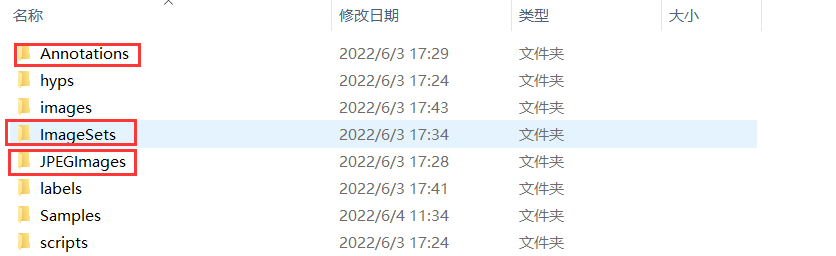 名称 修改日期 类型 大小
Annotations 2022/6/3 17:29 文件夹
hyps 2022/6/3 17:24 文件夹
images 2022/6/3 17:43 文件夹
ImageSets 2022/6/3 17:34 文件夹
JPEGImages 2022/6/3 17:28 文件夹
labels 2022/6/3 17:41 文件夹
Samples 2022/6/4 11:34 文件夹
scripts 2022/6/3 17:24 文件夹